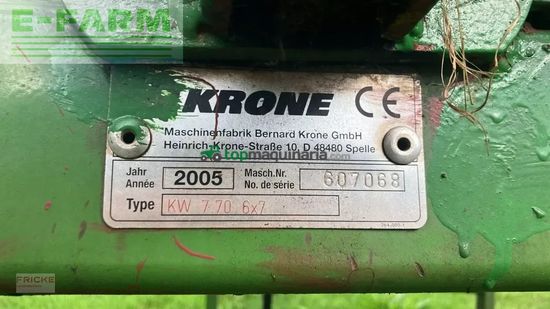 E-FARM
KRONE CE
Maschinenfabrik Bernard Krone GmbH
Heinrich-Krone-Straße 10, D 48480 Spelle
topmaquinaria.com
Jahr
Année
2005
Masch.Nr.
No. de série
607068
Type KW 7 70 6x7
FRICKE